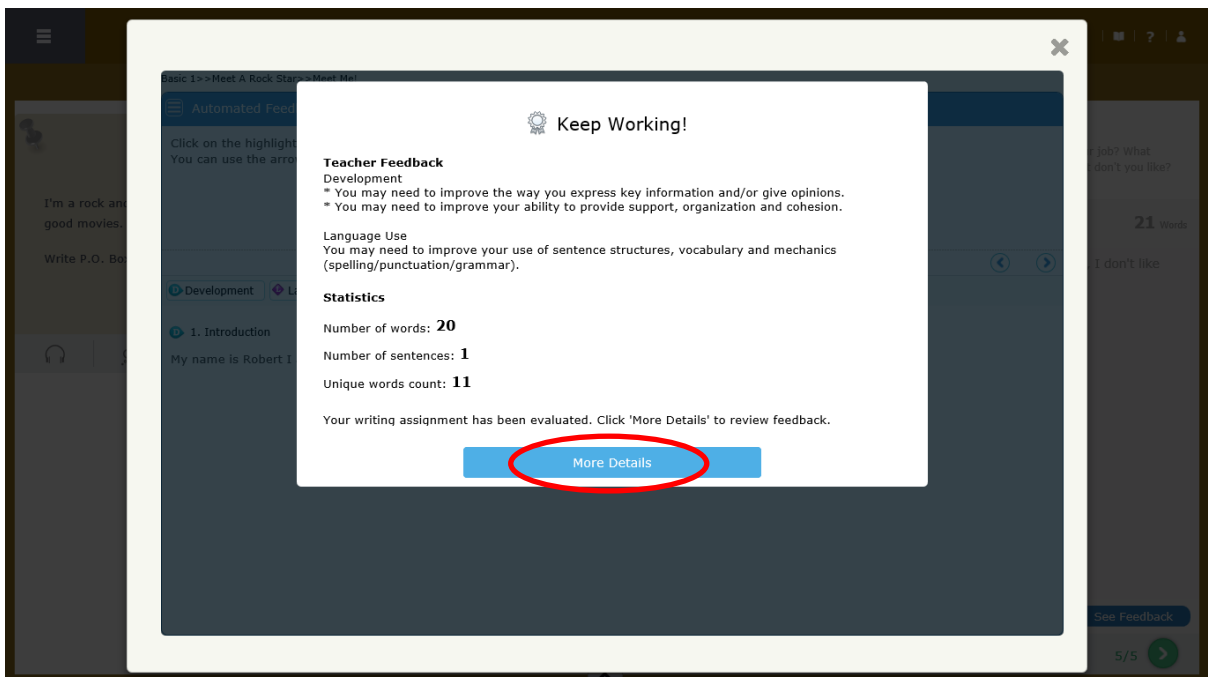 ?
Basic 1>>Meet A Rock Star>>Meet Me!
Automated Feed
Click on the highlight
You can use the arro
Keep Working!
Teacher Feedback
Development
* You may need to improve the way you express key information and/or give opinions.
* You may need to improve your ability to provide support, organization and cohesion.
Language Use
You may need to improve your use of sentence structures, vocabulary and mechanics
(spelling/punctuation/grammar).
Statistics
Number of words: 20
Number of sentences: 1
Unique words count: 11
Your writing assignment has been evaluated. Click 'More Details' to review feedback.
More Details
Development
1. Introduction
My name is Robert I
I'm a rock and
good movies.
Write P.O. Bo
job? What
don't you like?
21 Words
I don't like
See Feedback
5/5